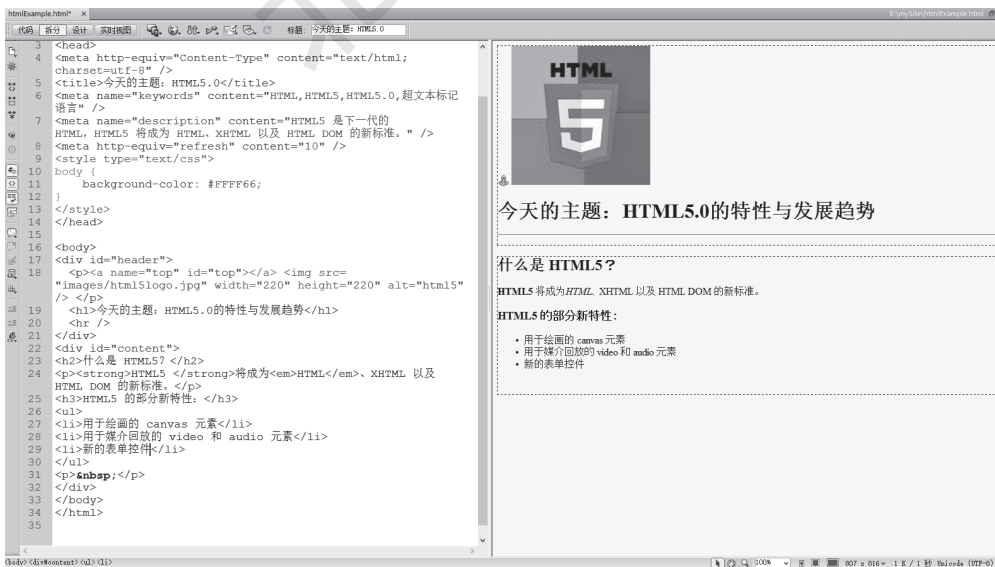 htmlExample.html* ×
E:\mySite\htmlExample.html
代码 拆分 设计 实时视图 标题: 今天的主题: HTML5.0
3 <head>
4 <meta http-equiv="Content-Type" content="text/html;
charset=utf-8" />
5 <title>今天的主题：HTML5.0</title>
6 <meta name="keywords" content="HTML,HTML5,HTML5.0,超文本标记
语言" />
7 <meta name="description" content="HTML5 是下一代的
HTML, HTML5 将成为 HTML、XHTML 以及 HTML DOM 的新标准。" />
8 <meta http-equiv="refresh" content="10" />
9 <style type="text/css">
10 body {
11 background-color: #FFFF66;
12 }
13 </style>
14 </head>
15
16 <body>
17 <div id="header">
18 <p><a name="top" id="top"></a> <img src=
"images/html5logo.jpg" width="220" height="220" alt="html5"
/> </p>
19 <h1>今天的主题：HTML5.0的特性与发展趋势</h1>
20 <hr />
21 </div>
22 <div id="content">
23 <h2>什么是 HTML5？</h2>
24 <p><strong>HTML5 </strong>将成为<em>HTML</em>、XHTML 以及
HTML DOM 的新标准。</p>
25 <h3>HTML5 的部分新特性：</h3>
26 <ul>
27 <li>用于绘画的 canvas 元素</li>
28 <li>用于媒介回放的 video 和 audio 元素</li>
29 <li>新的表单控件</li>
30 </ul>
31 <p>&nbsp;</p>
32 </div>
33 </body>
34 </html>
35
HTML
5
今天的主题：HTML5.0的特性与发展趋势
什么是 HTML5？
HTML5 将成为HTML、XHTML 以及 HTML DOM 的新标准。
HTML5 的部分新特性：
• 用于绘画的 canvas 元素
• 用于媒介回放的 video 和 audio 元素
• 新的表单控件
<body> <div#content> <ul> <li>
100% 807 x 816 1 K / 1 秒 Unicode (UTF-8)